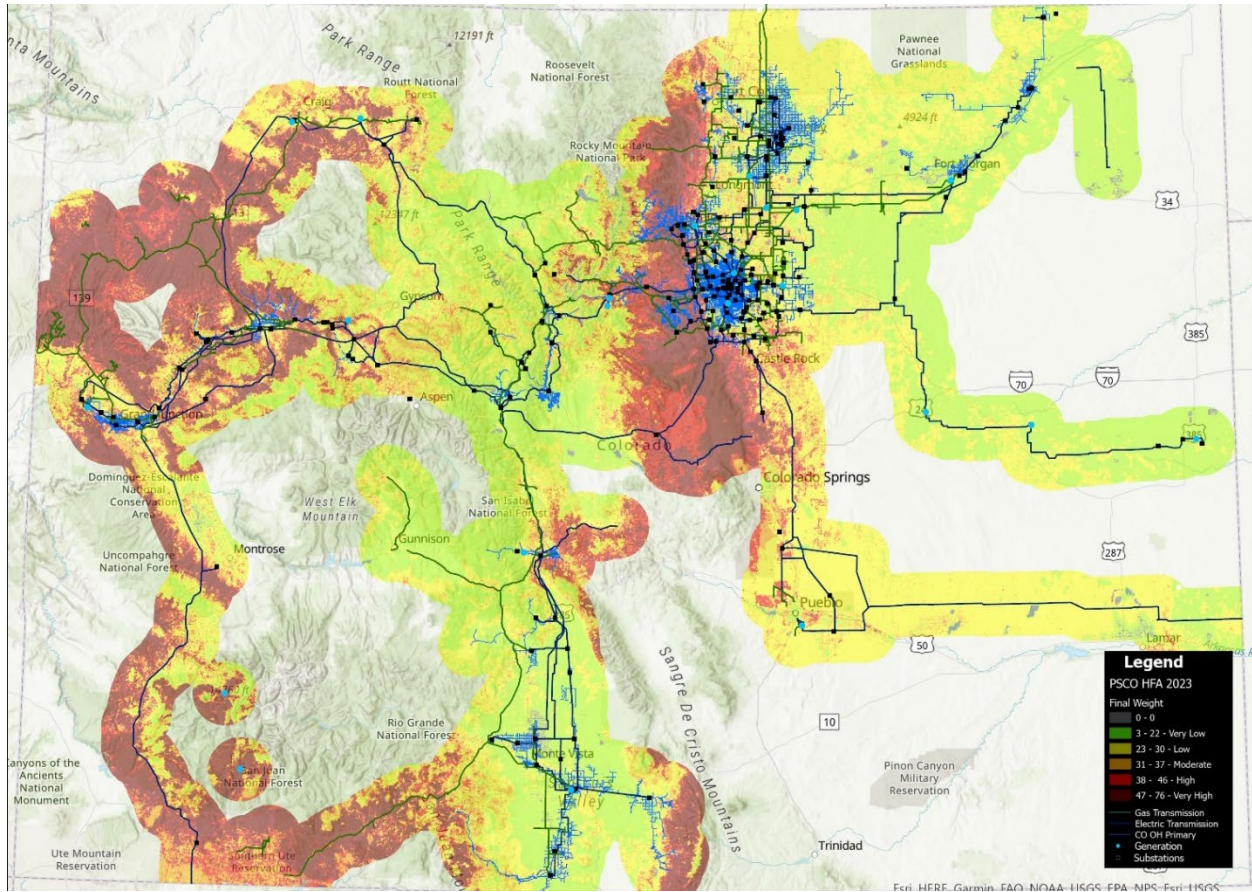 12191 ft
Park Range
Roosevelt
National Forest
Pawnee
National
Grasslands
Routt National
Forest
Craig
4924 ft
Rocky Mountain
National Park
Fort Morgan
Longmont
34
13
12347 ft
Park Range
139
Gypsum
385
Castle Rock
70
70
Aspen
24
385
Grand Junction
Colorado
Dominguez-Escalante
National
Conservation
Area
West Elk
Mountain
San Isabel
National Forest
Colorado Springs
Uncompahgre
National Forest
Montrose
Gunnison
287
Pueblo
50
Lamar
Sangre De Cristo Mountains
10
Rio Grande
National Forest
Monte Vista
Valley
San Juan
National Forest
Canyons of the
Ancients
National
Monument
Pinon Canyon
Military
Reservation
Ute Mountain
Reservation
Southern Ute
Reservation
Trinidad
Legend
PSCO HFA 2023
Final Weight
0 - 0
3 - 22 - Very Low
23 - 30 - Low
31 - 37 - Moderate
38 - 46 - High
47 - 76 - Very High
Gas Transmission
Electric Transmission
CO OH Primary
Generation
Substations
Esri, HERE, Garmin, FAO, NOAA, USGS, EPA, NPS, Esri, USGS